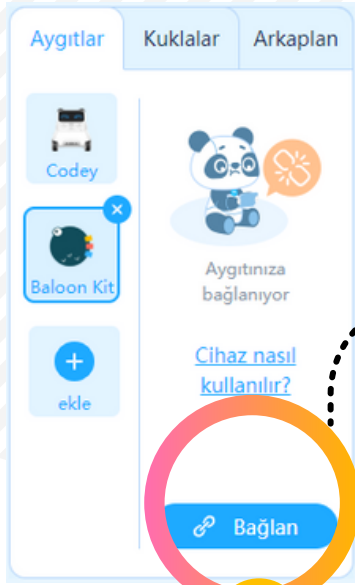 Aygıtlar
Kuklalar
Arkaplan
Codey
Baloon Kit
ekle
Aygıtınıza
bağlanıyor
Cihaz nasıl
kullanılır?
Bağlan